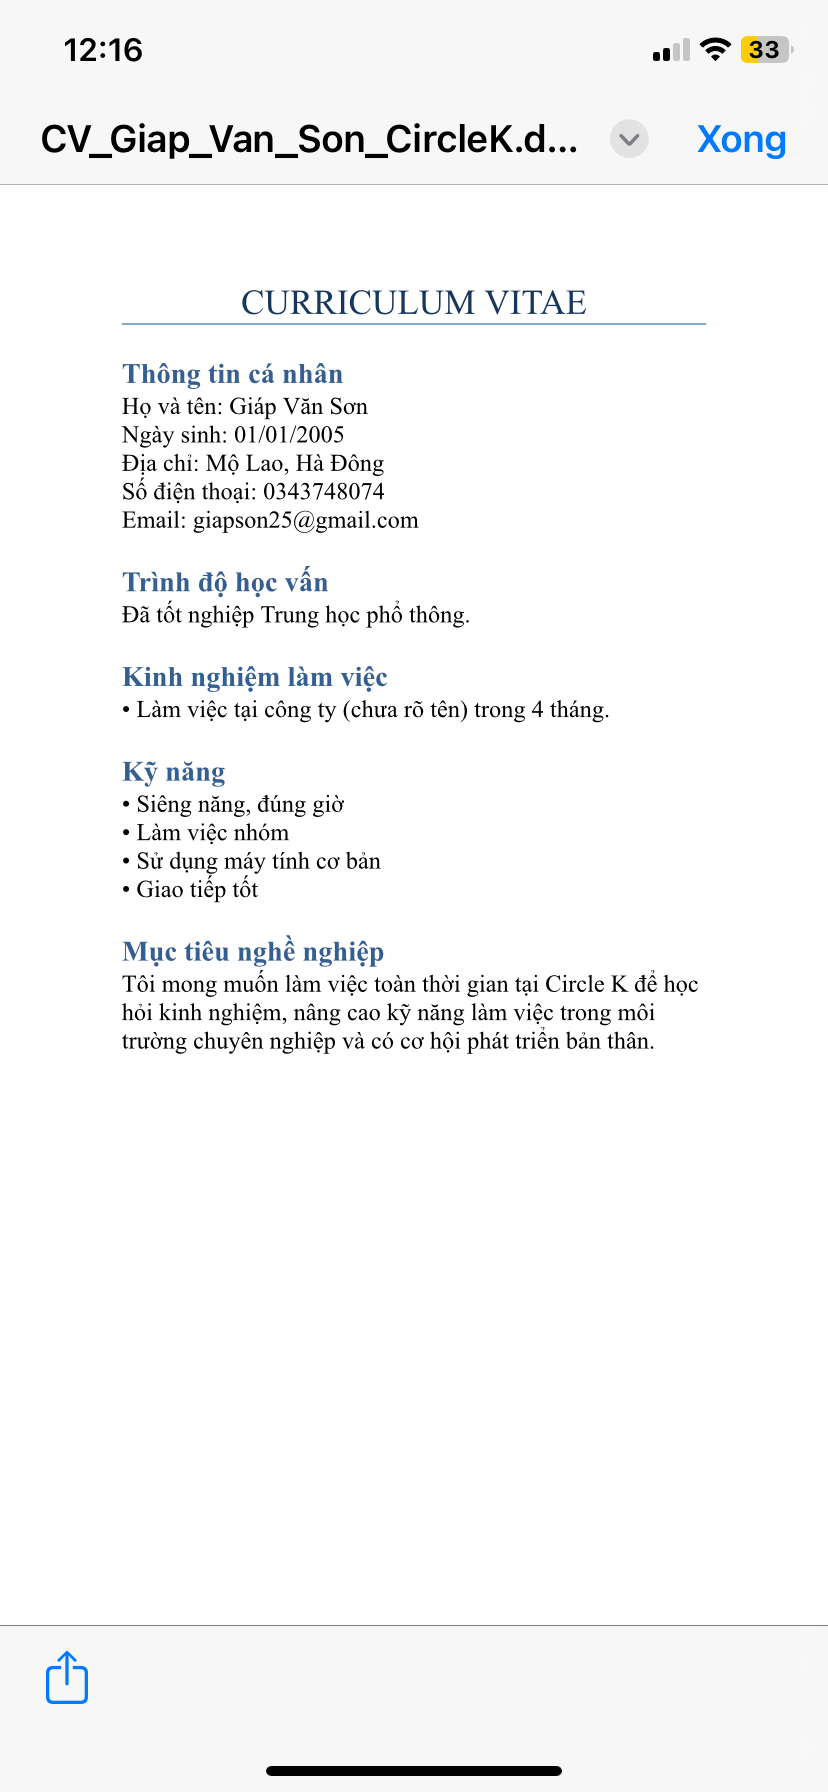 12:16
33
CV_Giap_Van_Son_CircleK.d...
Xong
CURRICULUM VITAE
Thông tin cá nhân
Họ và tên: Giáp Văn Sơn
Ngày sinh: 01/01/2005
Địa chỉ: Mộ Lao, Hà Đông
Số điện thoại: 0343748074
Email: giapson25@gmail.com
Trình độ học vấn
Đã tốt nghiệp Trung học phổ thông.
Kinh nghiệm làm việc
• Làm việc tại công ty (chưa rõ tên) trong 4 tháng.
Kỹ năng
• Siêng năng, đúng giờ
• Làm việc nhóm
• Sử dụng máy tính cơ bản
• Giao tiếp tốt
Mục tiêu nghề nghiệp
Tôi mong muốn làm việc toàn thời gian tại Circle K để học
hỏi kinh nghiệm, nâng cao kỹ năng làm việc trong môi
trường chuyên nghiệp và có cơ hội phát triển bản thân.